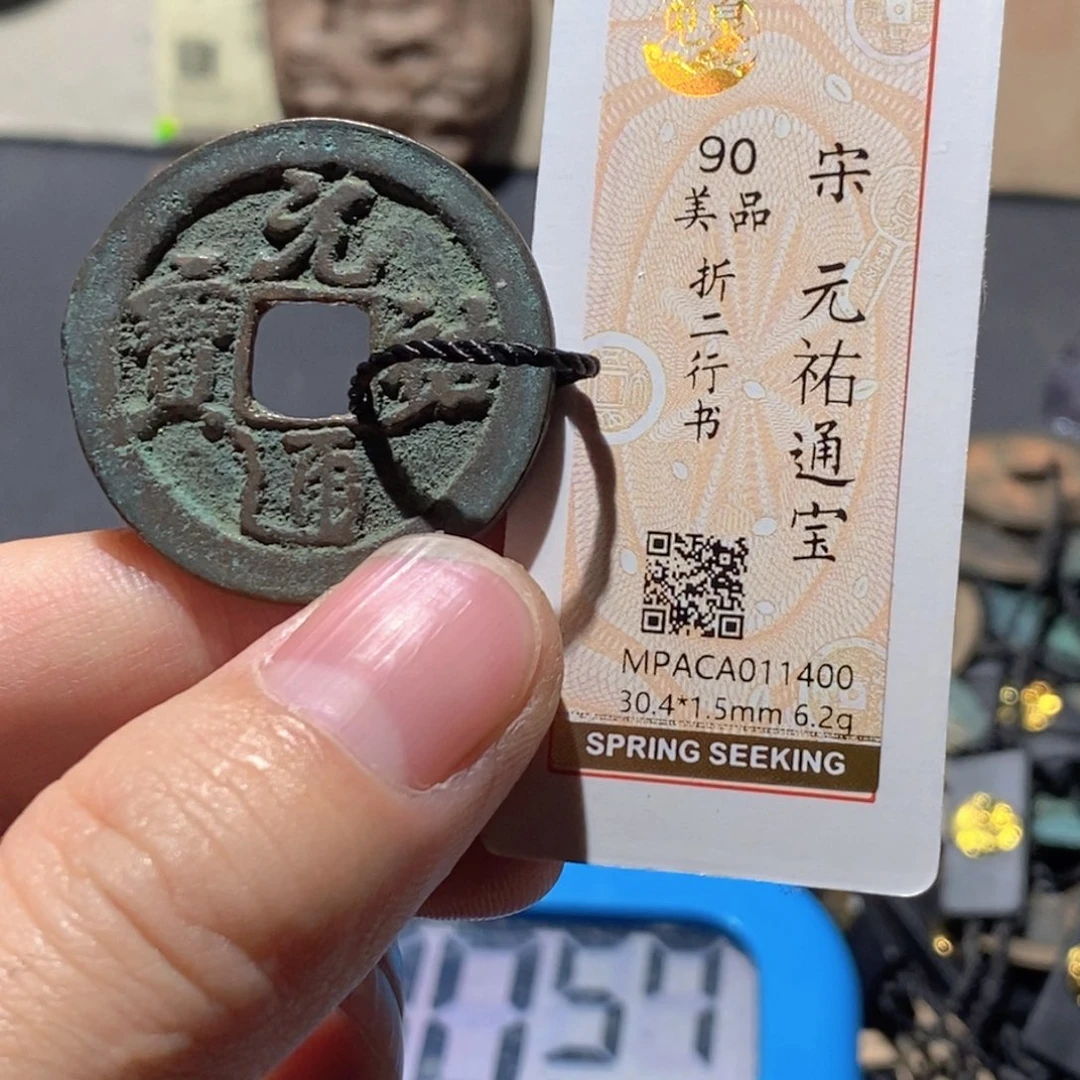 元祐通寶
90
美品
折二行书
宋 元祐通宝
MPACA011400
30.4*1.5mm 6.2g
SPRING SEEKING